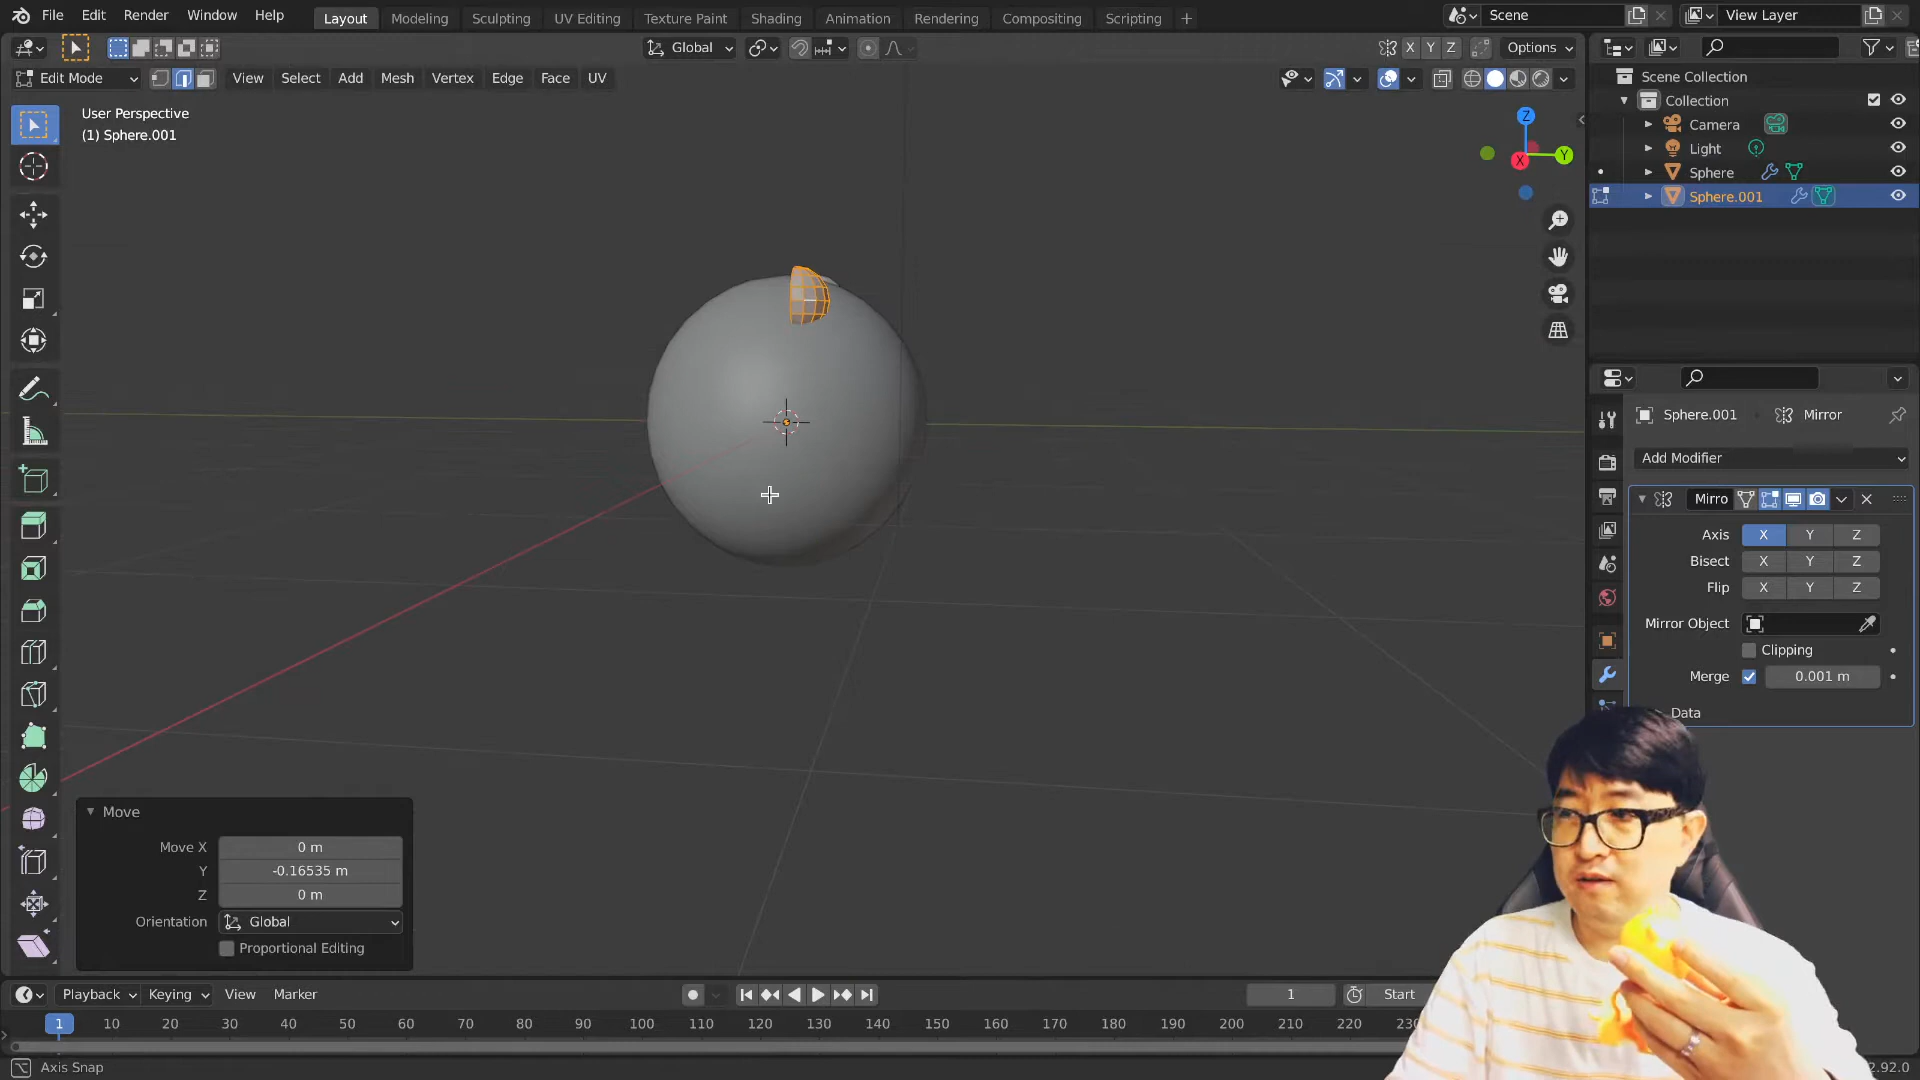 File Edit Render Window Help Layout Modeling Sculpting UV Editing Texture Paint Shading Animation Rendering Compositing Scripting + Scene View Layer
Global X Y Z Options
Edit Mode View Select Add Mesh Vertex Edge Face UV
User Perspective
(1) Sphere.001
Z
Y
X
Scene Collection
Collection
Camera
Light
Sphere
Sphere.001
Sphere.001 Mirror
Add Modifier
Mirro
Axis X Y Z
Bisect X Y Z
Flip X Y Z
Mirror Object
Clipping
Merge 0.001 m
Data
Move
Move X 0 m
Y -0.16535 m
Z 0 m
Orientation Global
Proportional Editing
Playback Keying View Marker 1 Start
1 10 20 30 40 50 60 70 80 90 100 110 120 130 140 150 160 170 180 190 200 210 220
Axis Snap 2.92.0